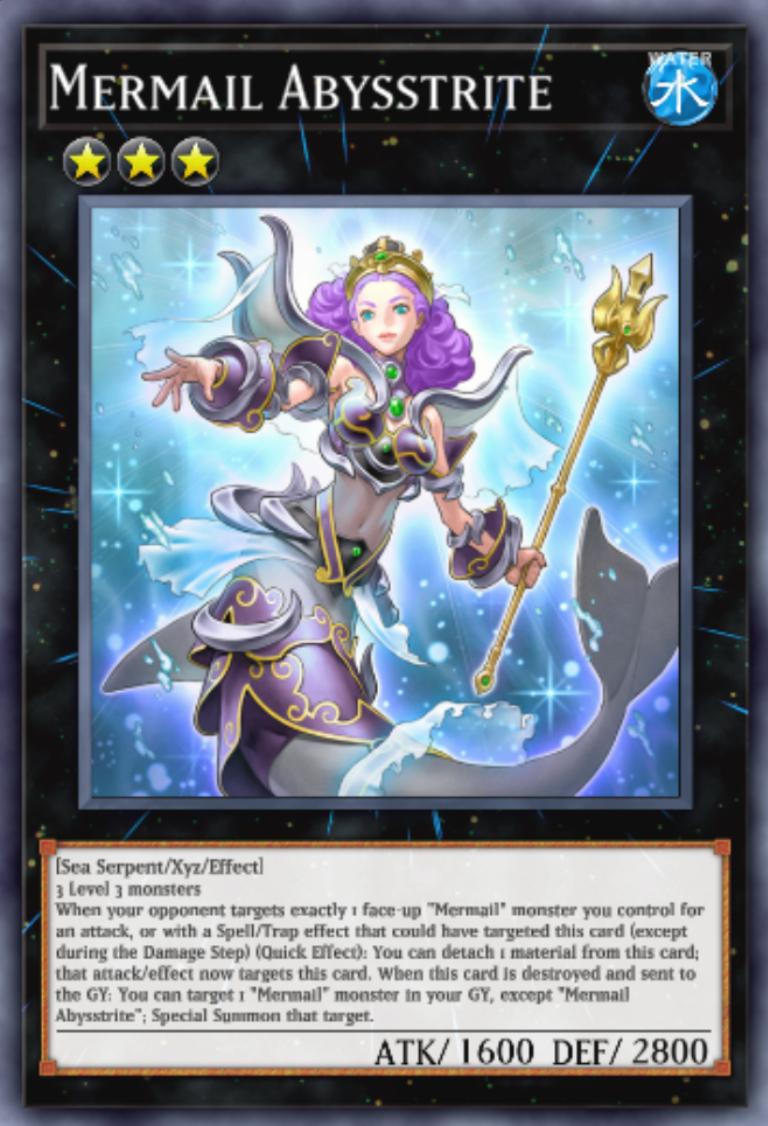 MERMAIL ABYSSTRITE
WATER
水
[Sea Serpent/Xyz/Effect]
3 Level 3 monsters
When your opponent targets exactly 1 face-up "Mermail" monster you control for
an attack, or with a Spell/Trap effect that could have targeted this card (except
during the Damage Step) (Quick Effect): You can detach 1 material from this card;
that attack/effect now targets this card. When this card is destroyed and sent to
the GY: You can target 1 "Mermail" monster in your GY, except "Mermail
Abysstrite"; Special Summon that target.
ATK/ 1600 DEF/ 2800